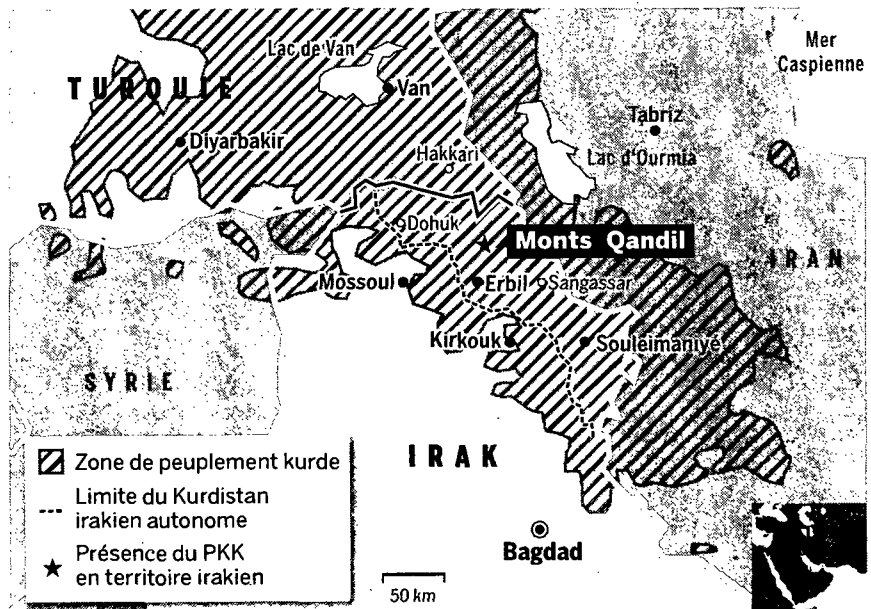 Lac de Van
Mer
Caspienne
TURQUIE
Van
Tabriz
Diyarbakir
Hakkari
Lac d'Ourmia
Dohuk
Monts Qandil
IRAN
Mossoul
Erbil
Sangassar
Kirkouk
Souleimaniyé
SYRIE
IRAK
Zone de peuplement kurde
Limite du Kurdistan
irakien autonome
Présence du PKK
en territoire irakien
Bagdad
50 km